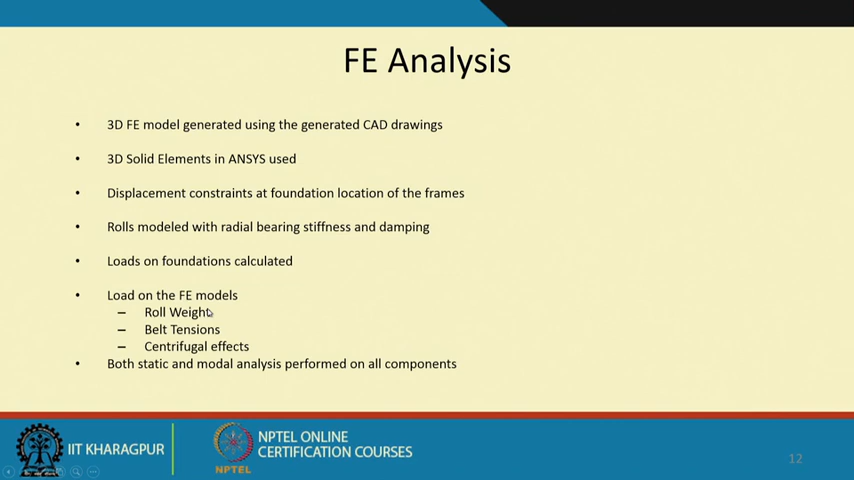 FE Analysis
• 3D FE model generated using the generated CAD drawings
• 3D Solid Elements in ANSYS used
• Displacement constraints at foundation location of the frames
• Rolls modeled with radial bearing stiffness and damping
• Loads on foundations calculated
• Load on the FE models
– Roll Weight
– Belt Tensions
– Centrifugal effects
• Both static and modal analysis performed on all components
IIT KHARAGPUR
NPTEL
NPTEL ONLINE
CERTIFICATION COURSES
12